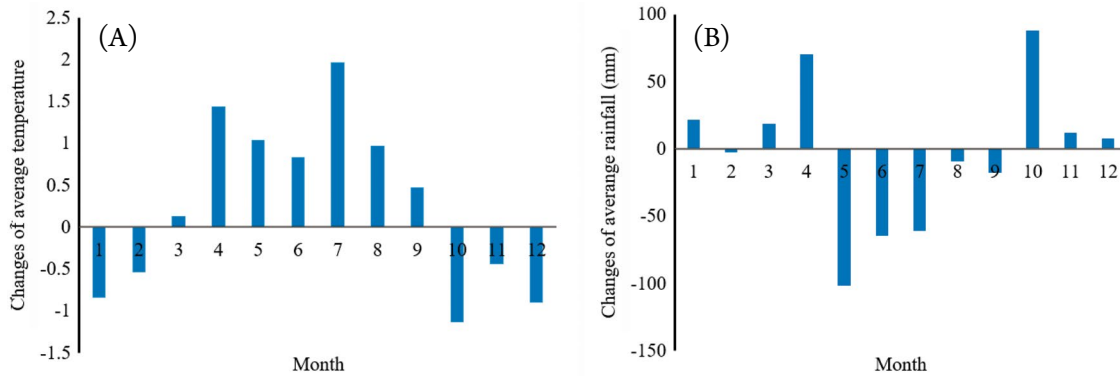 (A)
Changes of average temperature
2.5
2
1.5
1
0.5
0
-0.5
-1
-1.5
1 2 3 4 5 6 7 8 9 10 11 12
Month
(B)
Changes of averange rainfall (mm)
100
50
0
-50
-100
-150
1 2 3 4 5 6 7 8 9 10 11 12
Month